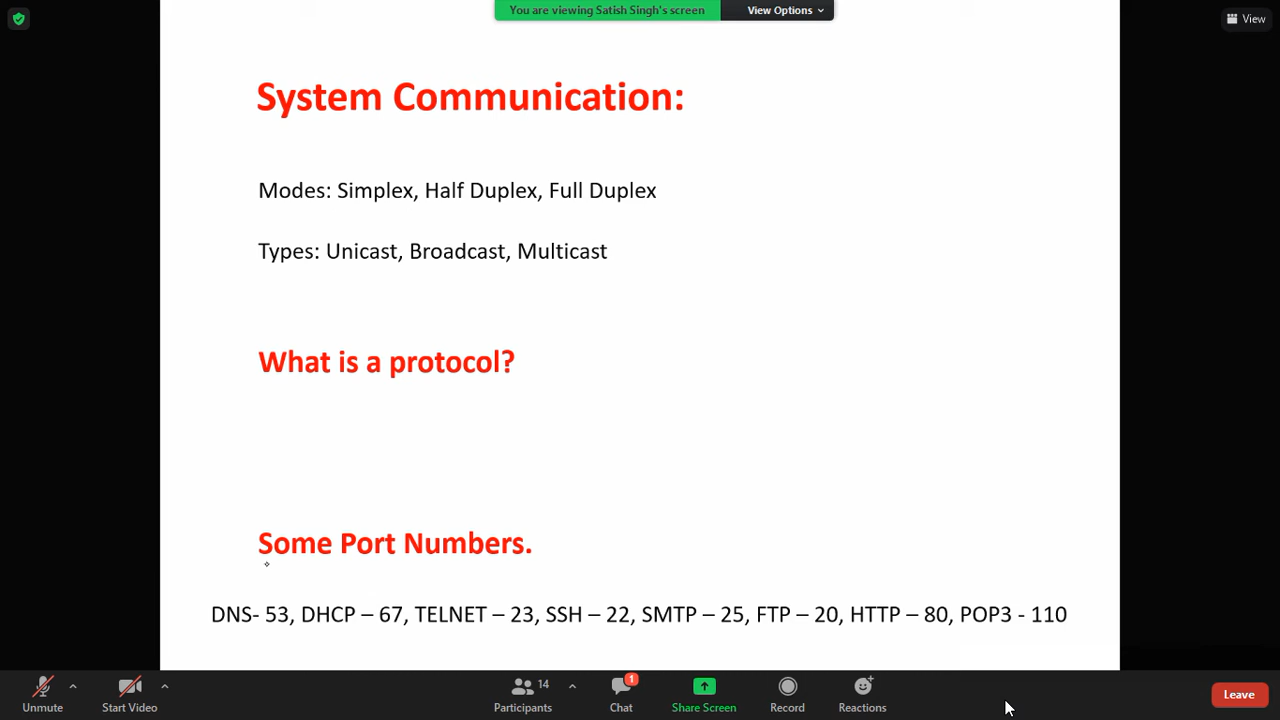 You are viewing Satish Singh's screen
View Options
View
System Communication:
Modes: Simplex, Half Duplex, Full Duplex
Types: Unicast, Broadcast, Multicast
What is a protocol?
Some Port Numbers.
DNS- 53, DHCP – 67, TELNET – 23, SSH – 22, SMTP – 25, FTP – 20, HTTP – 80, POP3 - 110
Unmute
Start Video
14
Participants
1
Chat
Share Screen
Record
Reactions
Leave